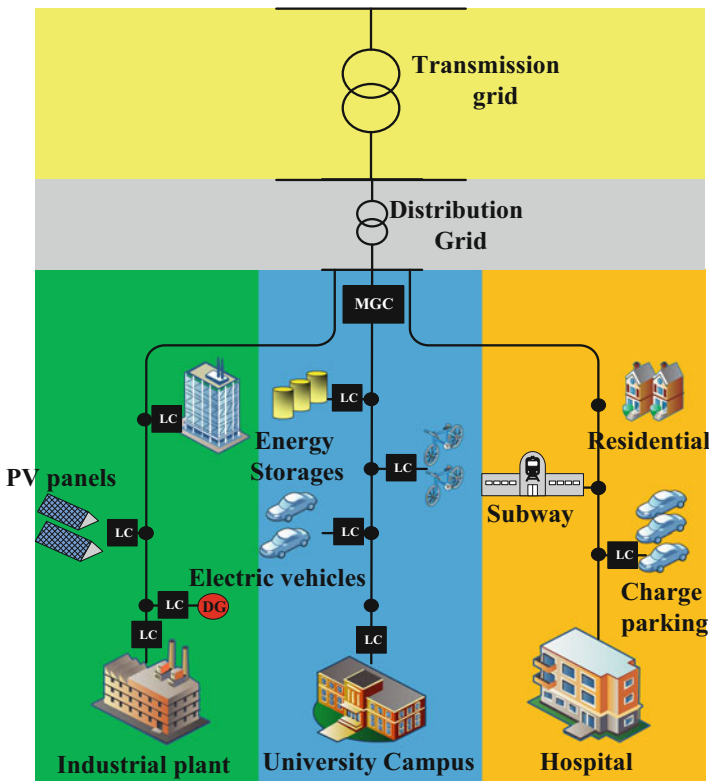 Transmission
grid
Distribution
Grid
MGC
LC
LC
Energy
Storages
Residential
LC
PV panels
Subway
LC
LC
LC
Electric vehicles
Charge
parking
LC
DG
LC
LC
Industrial plant
University Campus
Hospital